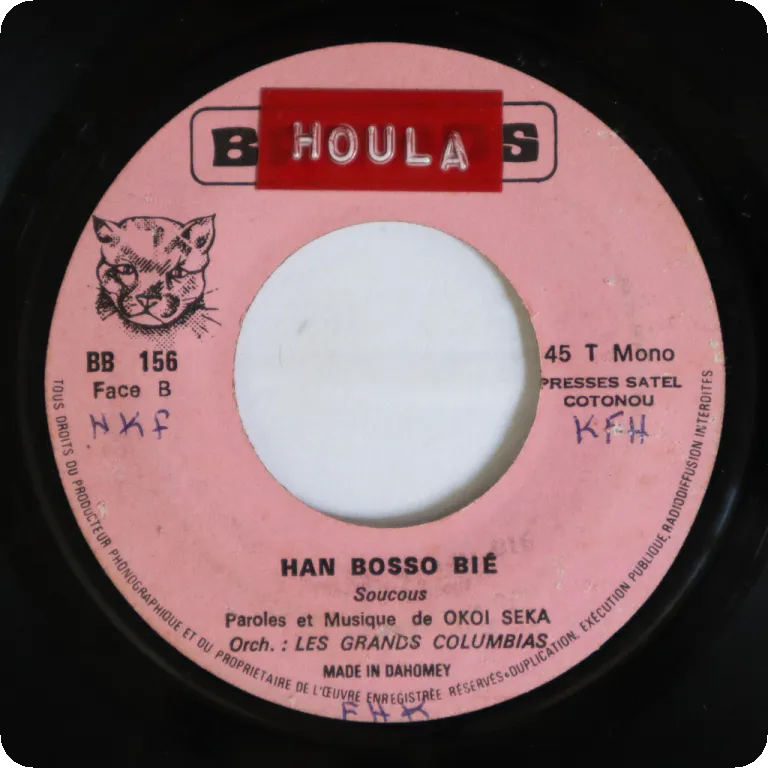 HOULA
BB 156
Face B
NKF
45 T Mono
PRESSES SATEL
COTONOU
KFH
HAN BOSSO BIÉ
Soucous
Paroles et Musique de OKOI SEKA
Orch. : LES GRANDS COLUMBIAS
MADE IN DAHOMEY
TOUS DROITS DU PRODUCTEUR PHONOGRAPHIQUE ET DU PROPRIETAIRE DE L'ŒUVRE ENREGISTRÉE RÉSERVÉS•DUPLICATION, EXÉCUTION PUBLIQUE, RADIODIFFUSION INTERDITES
FHK